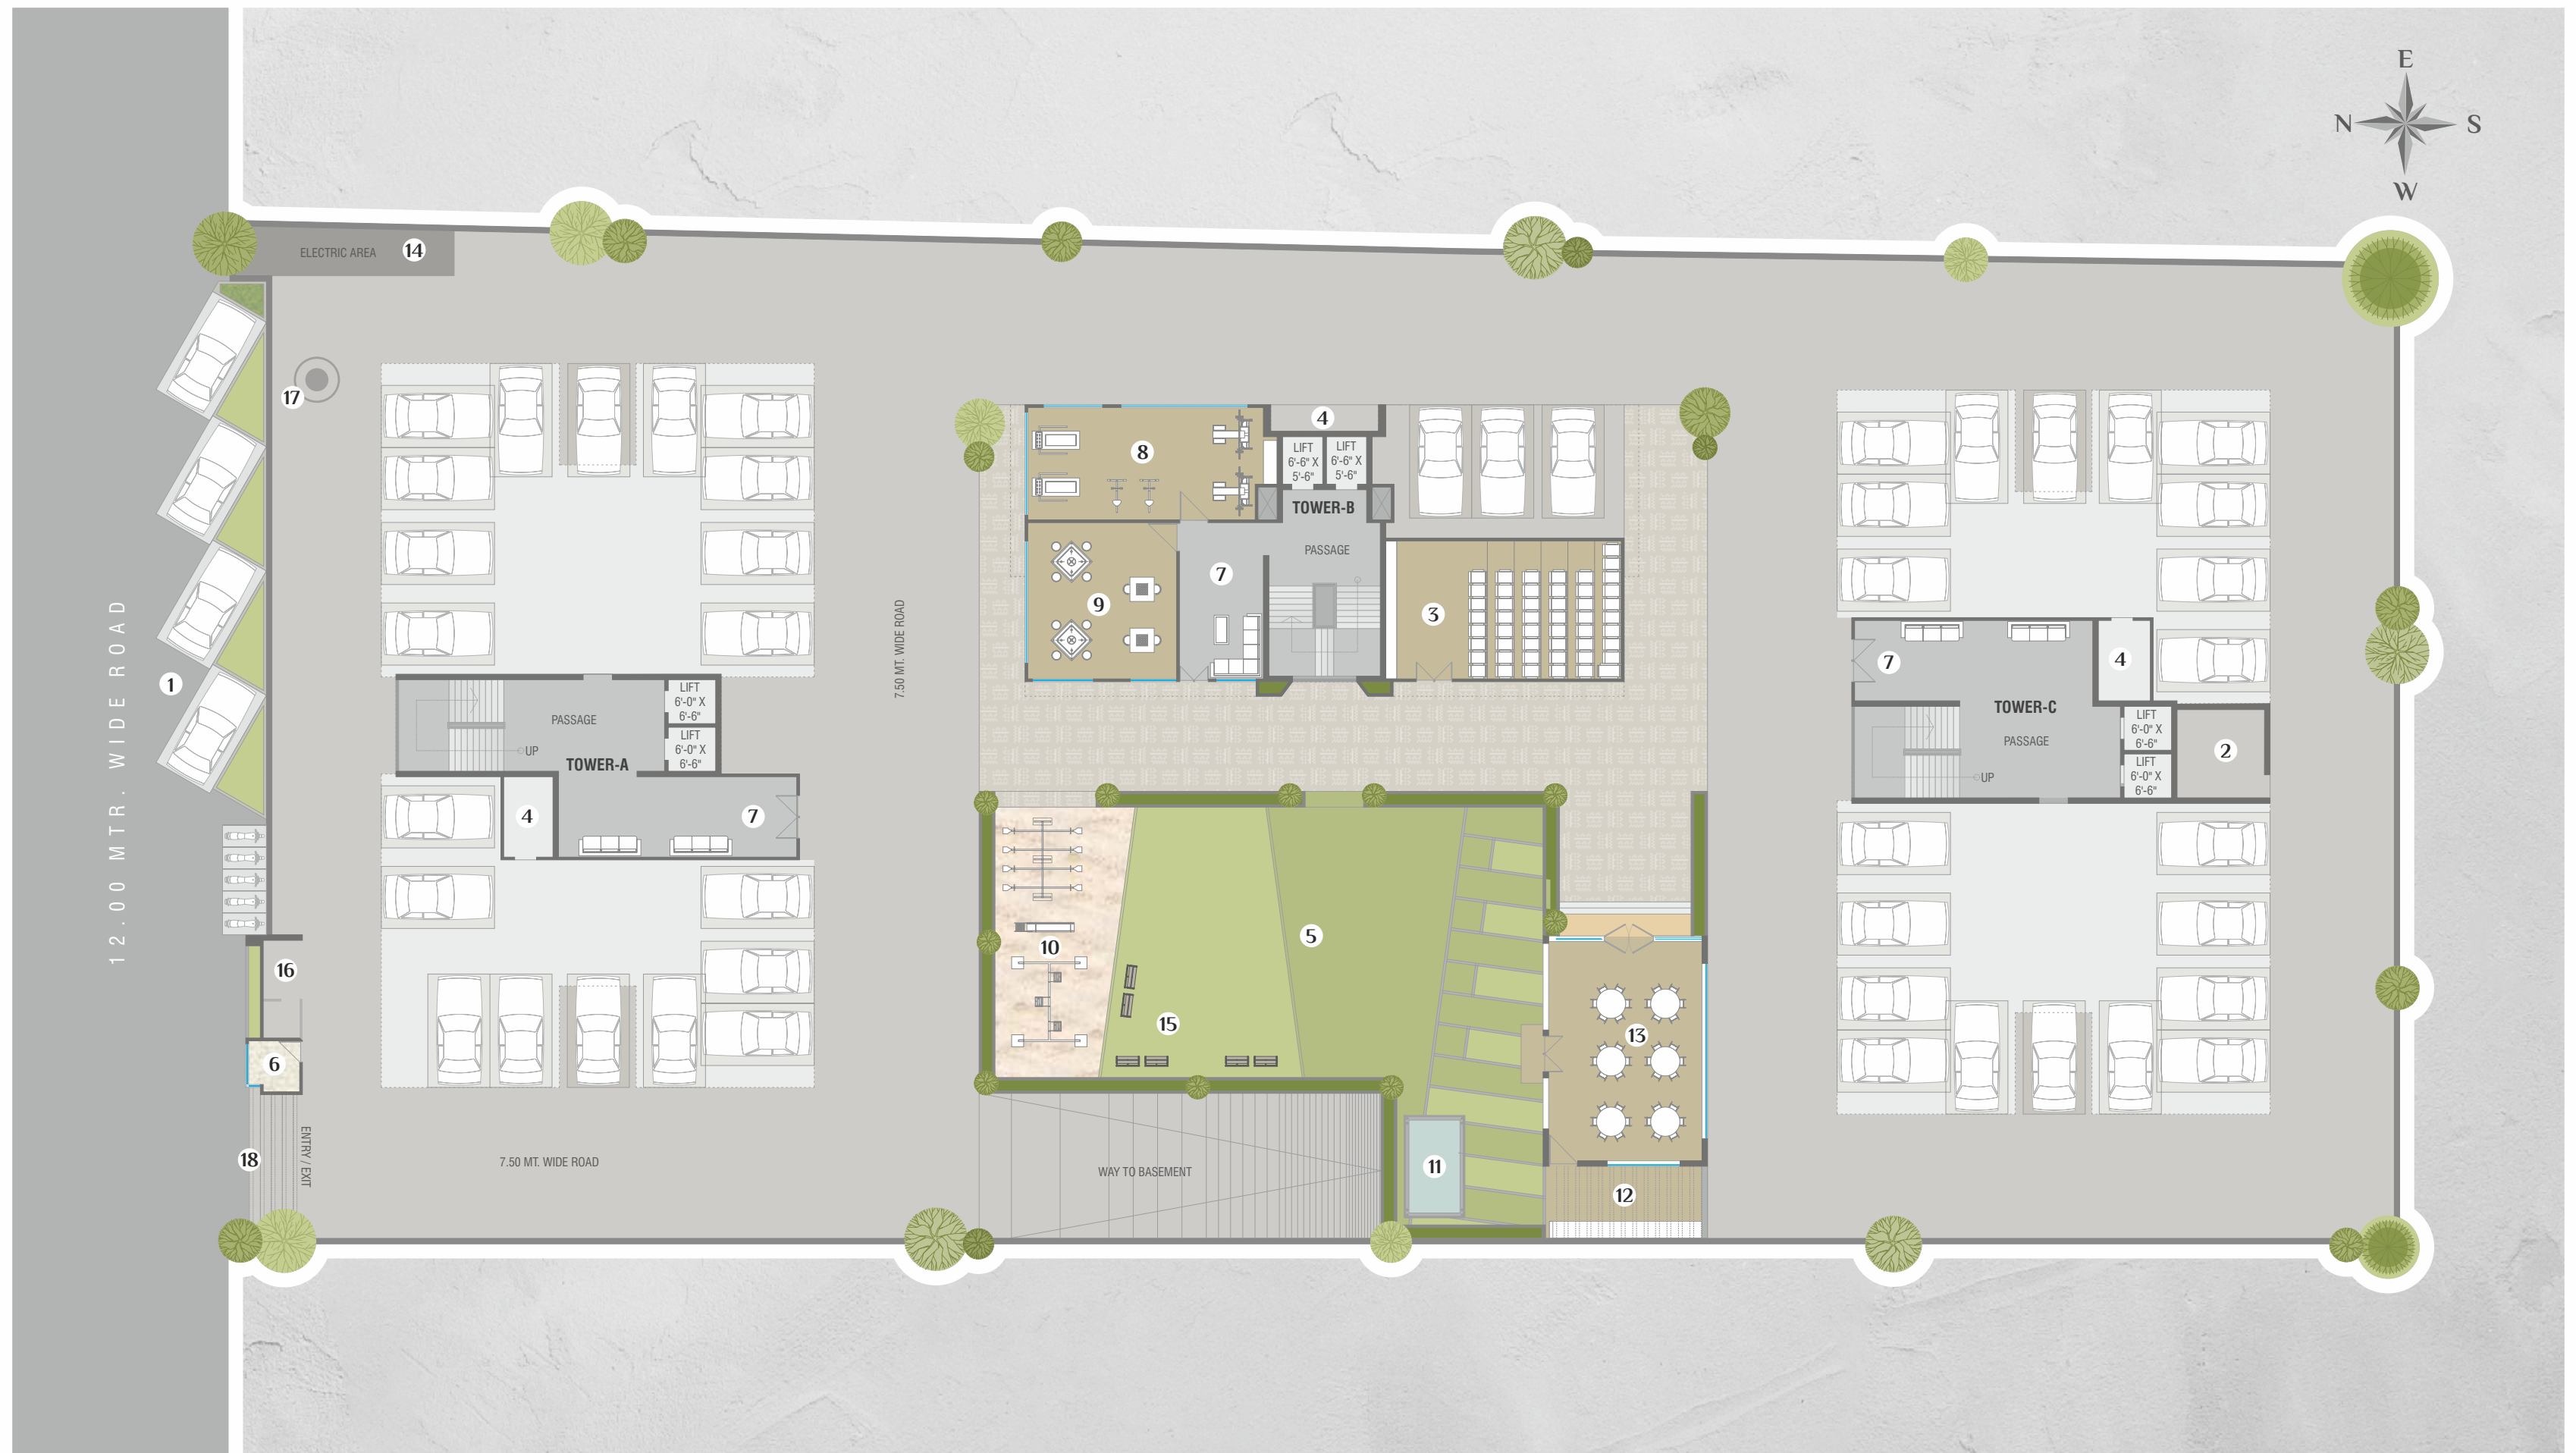 E
N
S
W
ELECTRIC AREA
14
17
12.00 MTR. WIDE ROAD
1
16
6
18
ENTRY / EXIT
7.50 MT. WIDE ROAD
PASSAGE
UP
TOWER-A
LIFT
6'-0" X
6'-6"
LIFT
6'-0" X
6'-6"
4
7
7.50 MT. WIDE ROAD
8
4
LIFT
6'-6" X
5'-6"
LIFT
6'-6" X
5'-6"
TOWER-B
PASSAGE
7
9
3
10
5
15
13
11
12
WAY TO BASEMENT
7
4
TOWER-C
PASSAGE
UP
LIFT
6'-0" X
6'-6"
LIFT
6'-0" X
6'-6"
2